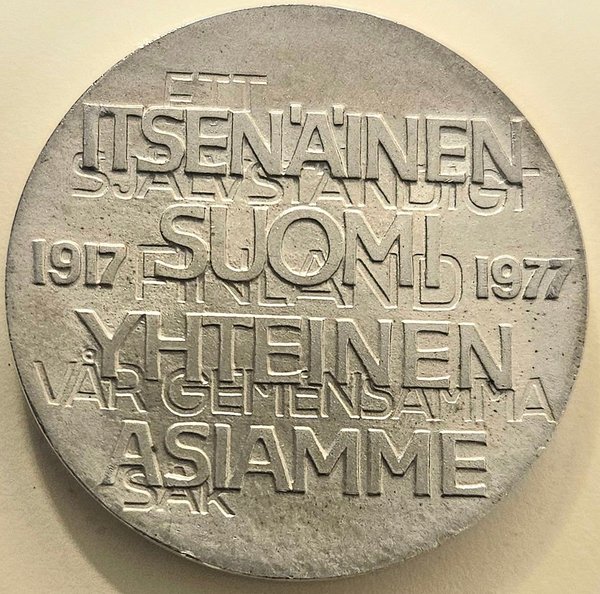 ETT
ITSENÄINEN
SJÄLVSTÄNDIGT
SUOMI
1917 FINLAND 1977
YHTEINEN
VÅR GEMENSAMMA
ASIAMME
SAK